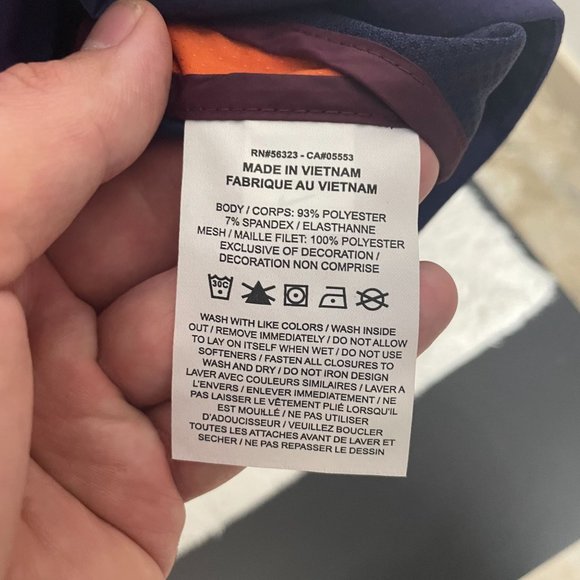 RN#56323 - CA#05553
MADE IN VIETNAM
FABRIQUE AU VIETNAM
BODY / CORPS: 93% POLYESTER
7% SPANDEX / ELASTHANNE
MESH / MAILLE FILET: 100% POLYESTER
EXCLUSIVE OF DECORATION /
DECORATION NON COMPRISE
30C
WASH WITH LIKE COLORS / WASH INSIDE
OUT / REMOVE IMMEDIATELY / DO NOT ALLOW
TO LAY ON ITSELF WHEN WET / DO NOT USE
SOFTENERS / FASTEN ALL CLOSURES TO
WASH AND DRY / DO NOT IRON DESIGN
LAVER AVEC COULEURS SIMILAIRES / LAVER A
L'ENVERS / ENLEVER IMMEDIATEMENT / NE
PAS LAISSER LE VÊTEMENT PLIÉ LORSQU'IL
EST MOUILLÉ / NE PAS UTILISER
D'ADOUCISSEUR / VEUILLEZ BOUCLER
TOUTES LES ATTACHES AVANT DE LAVER ET
SECHER / NE PAS REPASSER LE DESSIN